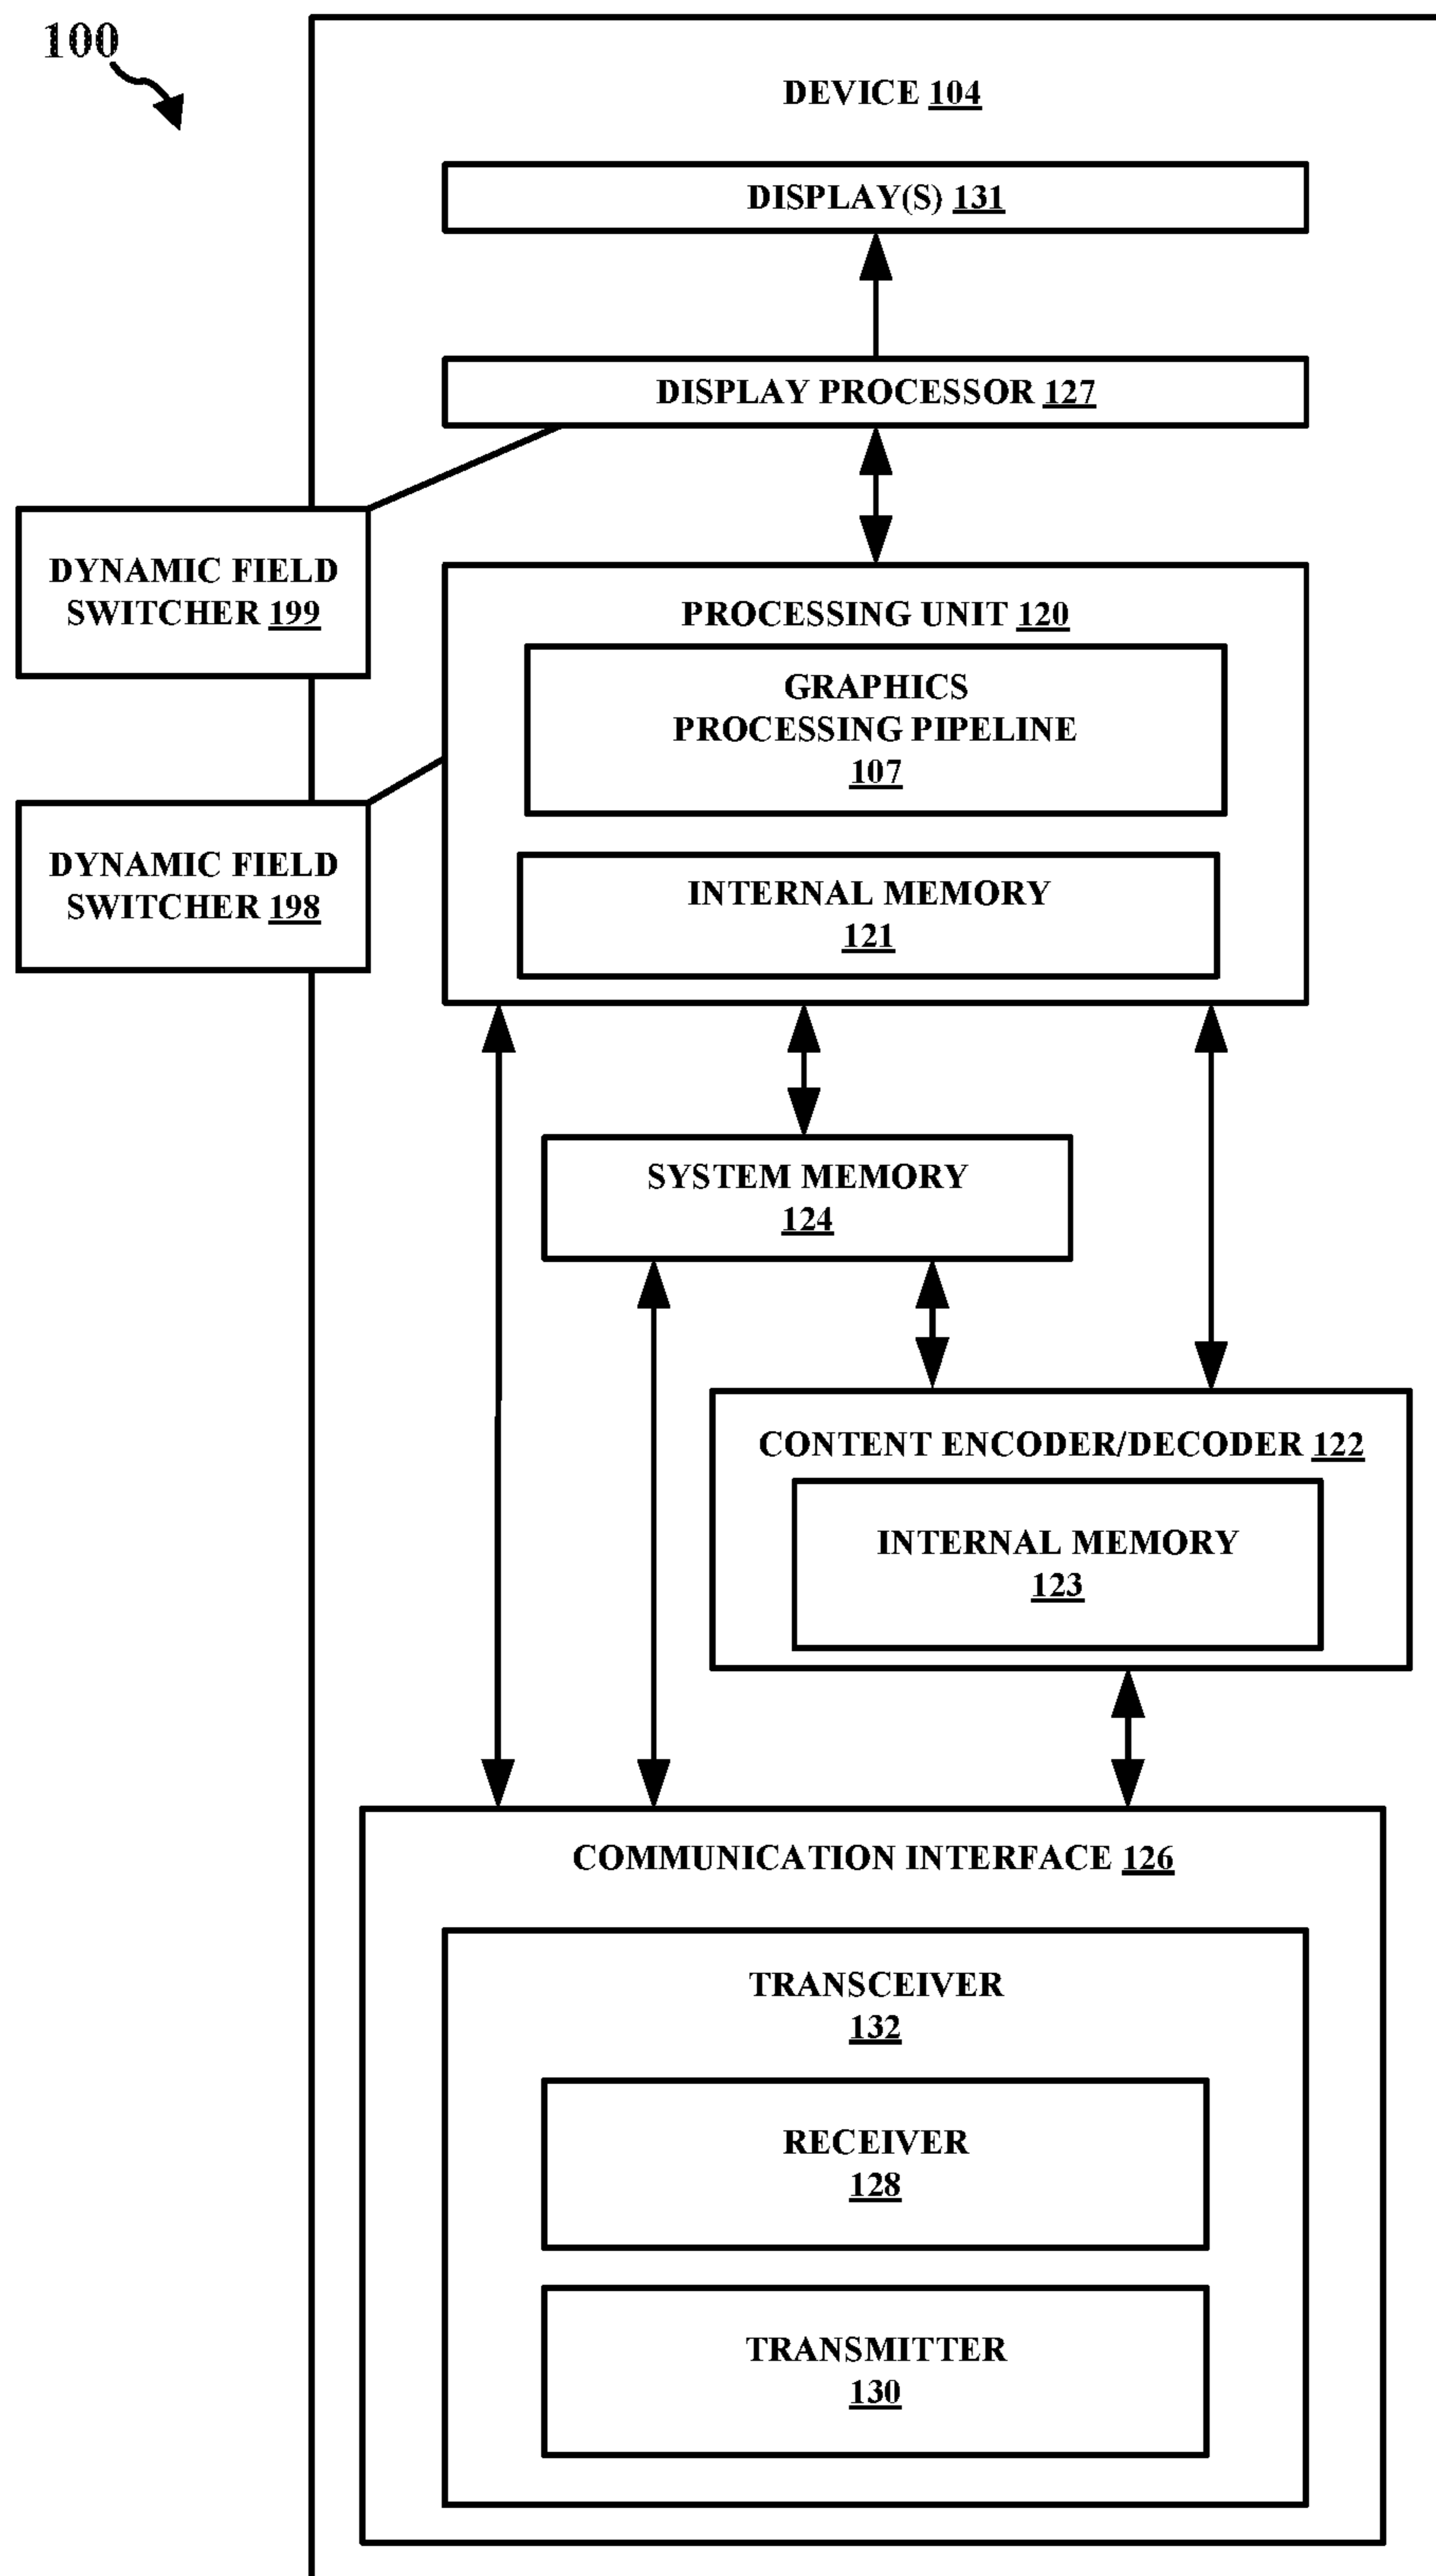 100
DEVICE 104
DISPLAY(S) 131
DISPLAY PROCESSOR 127
DYNAMIC FIELD
SWITCHER 199
PROCESSING UNIT 120
GRAPHICS
PROCESSING PIPELINE
107
DYNAMIC FIELD
SWITCHER 198
INTERNAL MEMORY
121
SYSTEM MEMORY
124
CONTENT ENCODER/DECODER 122
INTERNAL MEMORY
123
COMMUNICATION INTERFACE 126
TRANSCEIVER
132
RECEIVER
128
TRANSMITTER
130